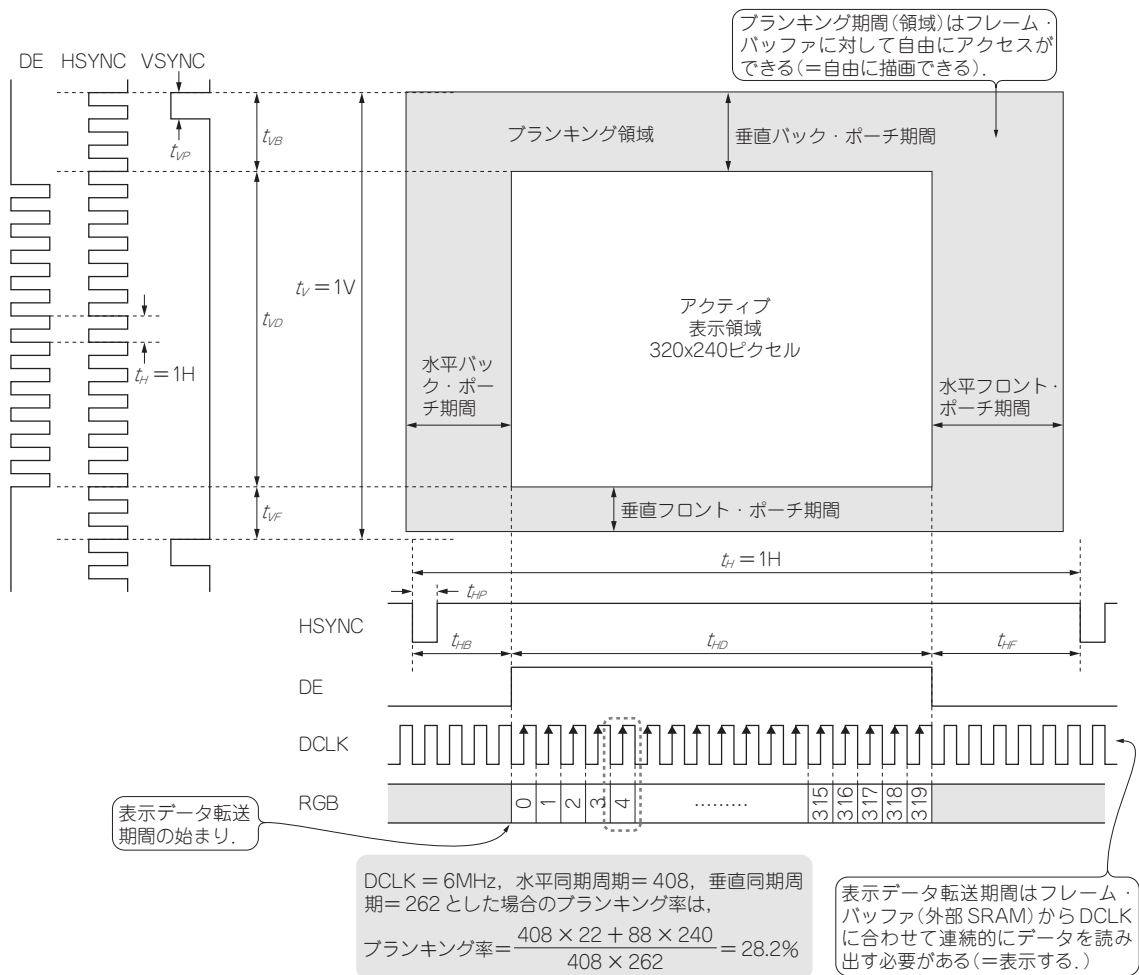 ブランキング期間(領域)はフレーム・
バッファに対して自由にアクセスが
できる(＝自由に描画できる).
DE HSYNC VSYNC
tVP
tVB
ブランキング領域
垂直バック・ポーチ期間
tV＝1V
tVD
アクティブ
表示領域
320x240ピクセル
tH＝1H
水平バッ
ク・ポー
チ期間
水平フロント・
ポーチ期間
tVF
垂直フロント・ポーチ期間
tH＝1H
tHP
HSYNC
tHB
tHD
tHF
DE
DCLK
RGB
0 1 2 3 4 ……… 315 316 317 318 319
表示データ転送
期間の始まり.
DCLK＝6MHz, 水平同期周期＝408, 垂直同期周
期＝262とした場合のブランキング率は,
ブランキング率＝(408×22＋88×240)/(408×262)＝28.2%
表示データ転送期間はフレーム・
バッファ(外部SRAM)からDCLK
に合わせて連続的にデータを読み
出す必要がある(＝表示する.)